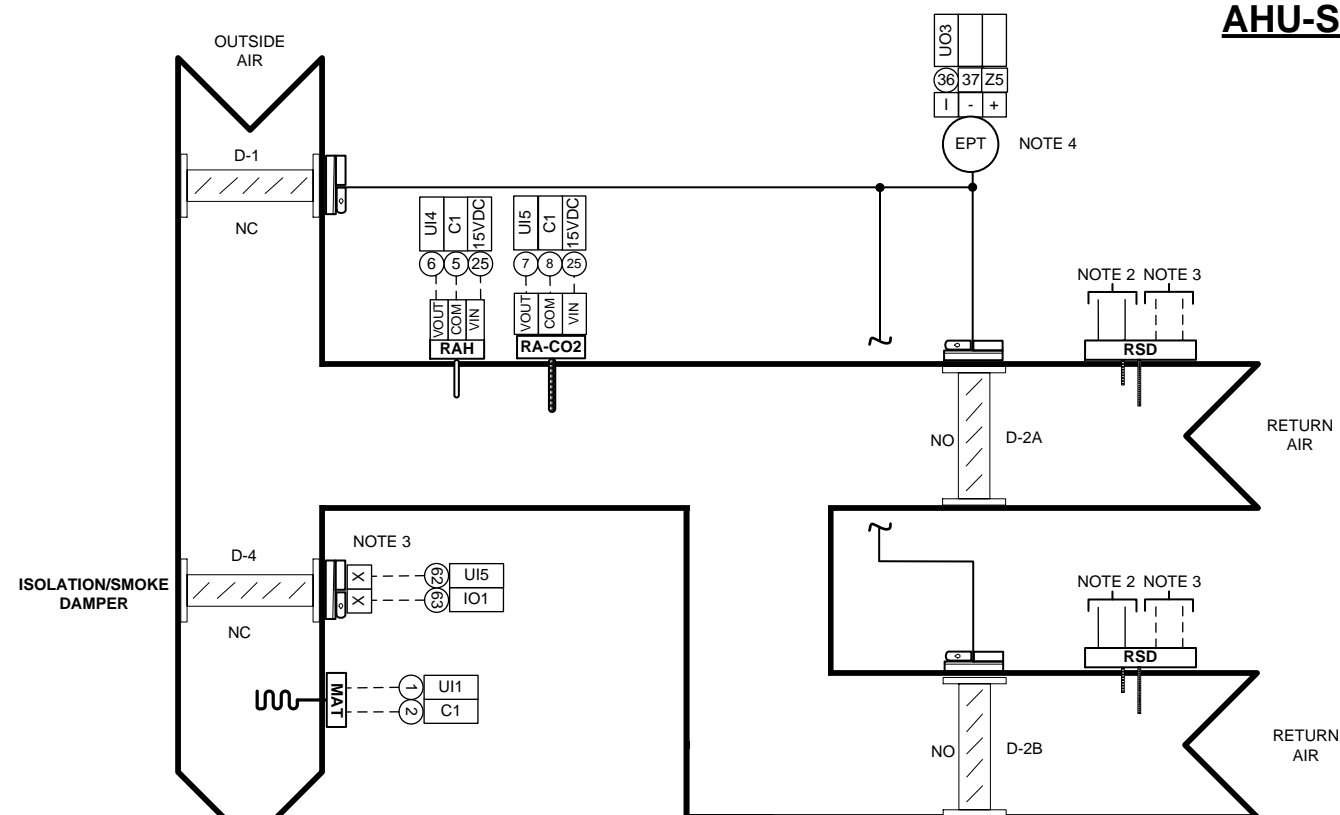 AHU-S
OUTSIDE
AIR
UO3
36 37 Z5
I - +
EPT
NOTE 4
D-1
NC
UI4 C1 15VDC
6 5 25
VOUT COM VIN
RAH
UI5 C1 15VDC
7 8 25
VOUT COM VIN
RA-CO2
NOTE 2 NOTE 3
RSD
NO
D-2A
RETURN
AIR
D-4
NOTE 3
ISOLATION/SMOKE
DAMPER
X 62 UI5
X 63 IO1
NC
MAT
1 UI1
2 C1
NOTE 2 NOTE 3
RSD
NO
D-2B
RETURN
AIR